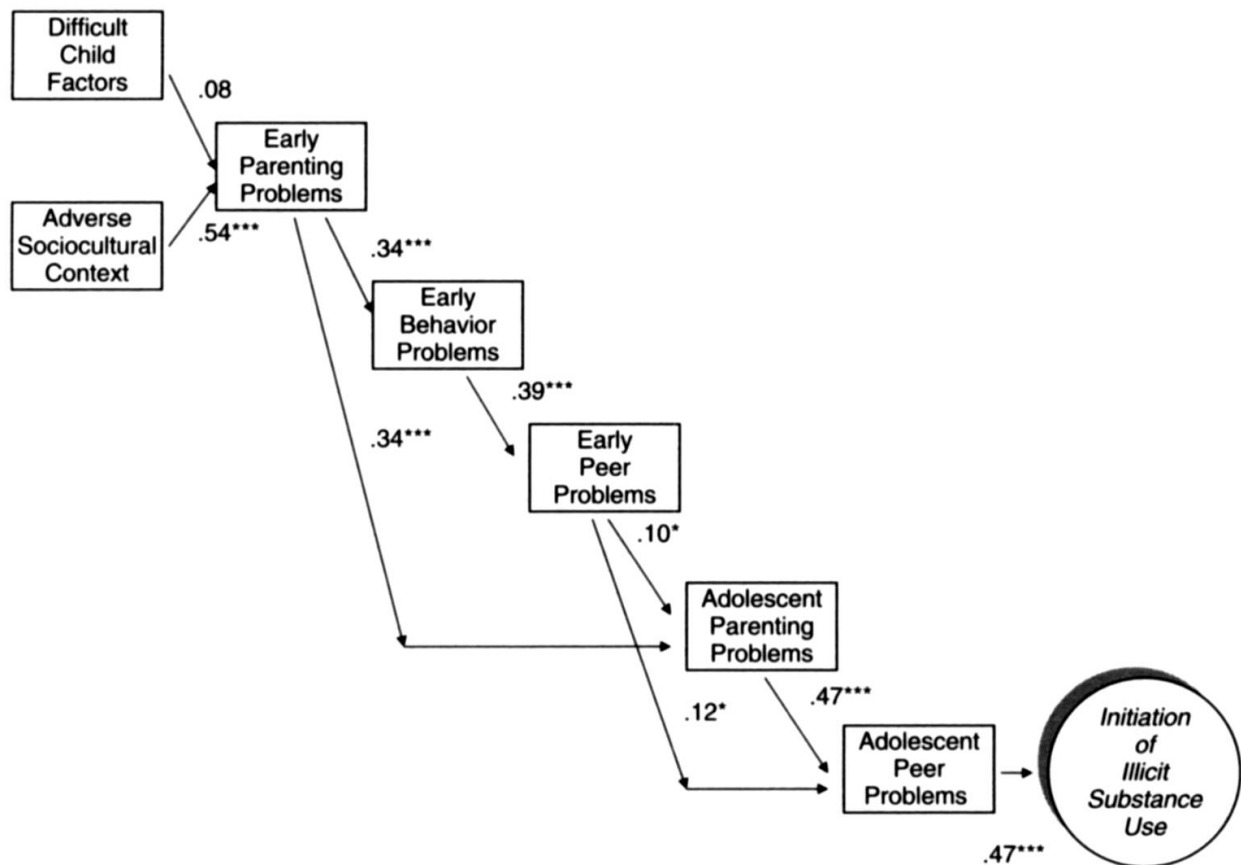 Difficult
Child
Factors
.08
Early
Parenting
Problems
Adverse
Sociocultural
Context
.54***
.34***
Early
Behavior
Problems
.39***
.34***
Early
Peer
Problems
.10*
Adolescent
Parenting
Problems
.12*
.47***
Adolescent
Peer
Problems
Initiation
of
Illicit
Substance
Use
.47***